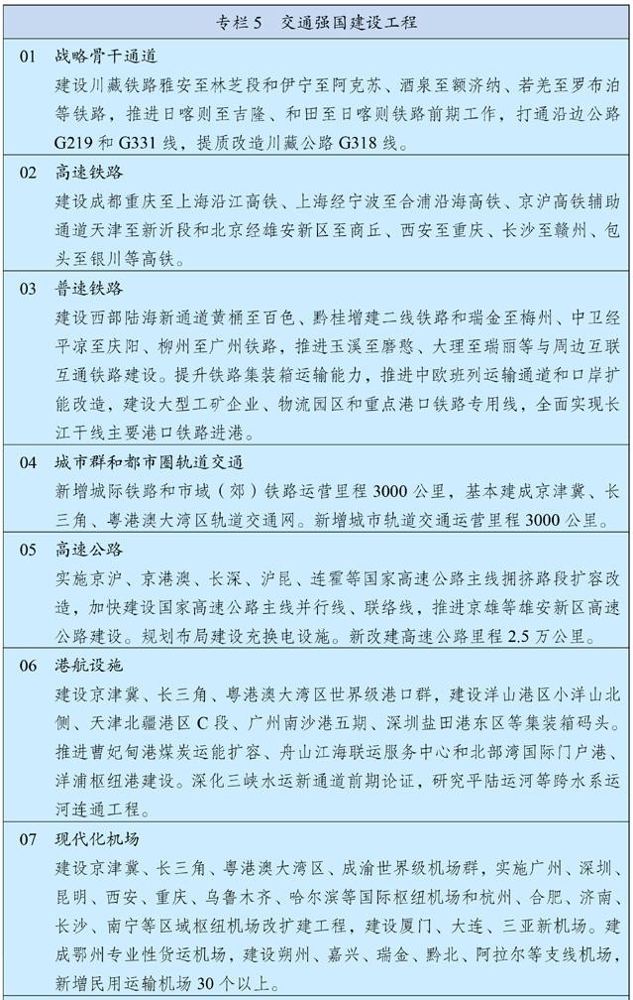 专栏 5 交通强国建设工程
01 战略骨干通道
建设川藏铁路雅安至林芝段和伊宁至阿克苏、酒泉至额济纳、若羌至罗布泊
等铁路，推进日喀则至吉隆、和田至日喀则铁路前期工作，打通沿边公路
G219 和 G331 线，提质改造川藏公路 G318 线。
02 高速铁路
建设成都重庆至上海沿江高铁、上海经宁波至合浦沿海高铁、京沪高铁辅助
通道天津至新沂段和北京经雄安新区至商丘、西安至重庆、长沙至赣州、包
头至银川等高铁。
03 普速铁路
建设西部陆海新通道黄桶至百色、黔桂增建二线铁路和瑞金至梅州、中卫经
平凉至庆阳、柳州至广州铁路，推进玉溪至磨憨、大理至瑞丽等与周边互联
互通铁路建设。提升铁路集装箱运输能力，推进中欧班列运输通道和口岸扩
能改造，建设大型工矿企业、物流园区和重点港口铁路专用线，全面实现长
江干线主要港口铁路进港。
04 城市群和都市圈轨道交通
新增城际铁路和市域（郊）铁路运营里程 3000 公里，基本建成京津冀、长
三角、粤港澳大湾区轨道交通网。新增城市轨道交通运营里程 3000 公里。
05 高速公路
实施京沪、京港澳、长深、沪昆、连霍等国家高速公路主线拥挤路段扩容改
造，加快建设国家高速公路主线并行线、联络线，推进京雄等雄安新区高速
公路建设。规划布局建设充换电设施。新改建高速公路里程 2.5 万公里。
06 港航设施
建设京津冀、长三角、粤港澳大湾区世界级港口群，建设洋山港区小洋山北
侧、天津北疆港区 C 段、广州南沙港五期、深圳盐田港东区等集装箱码头。
推进曹妃甸港煤炭运能扩容、舟山江海联运服务中心和北部湾国际门户港、
洋浦枢纽港建设。深化三峡水运新通道前期论证，研究平陆运河等跨水系运
河连通工程。
07 现代化机场
建设京津冀、长三角、粤港澳大湾区、成渝世界级机场群，实施广州、深圳、
昆明、西安、重庆、乌鲁木齐、哈尔滨等国际枢纽机场和杭州、合肥、济南、
长沙、南宁等区域枢纽机场改扩建工程，建设厦门、大连、三亚新机场。建
成鄂州专业性货运机场，建设朔州、嘉兴、瑞金、黔北、阿拉尔等支线机场，
新增民用运输机场 30 个以上。